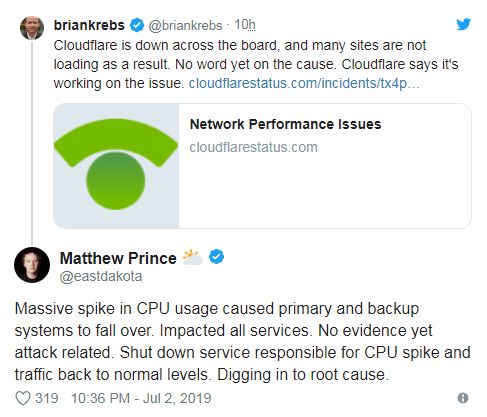 briankrebs @briankrebs · 10h
Cloudflare is down across the board, and many sites are not
loading as a result. No word yet on the cause. Cloudflare says it's
working on the issue. cloudflarestatus.com/incidents/tx4p...
Network Performance Issues
cloudflarestatus.com
Matthew Prince
@eastdakota
Massive spike in CPU usage caused primary and backup
systems to fall over. Impacted all services. No evidence yet
attack related. Shut down service responsible for CPU spike and
traffic back to normal levels. Digging in to root cause.
319 10:36 PM - Jul 2, 2019